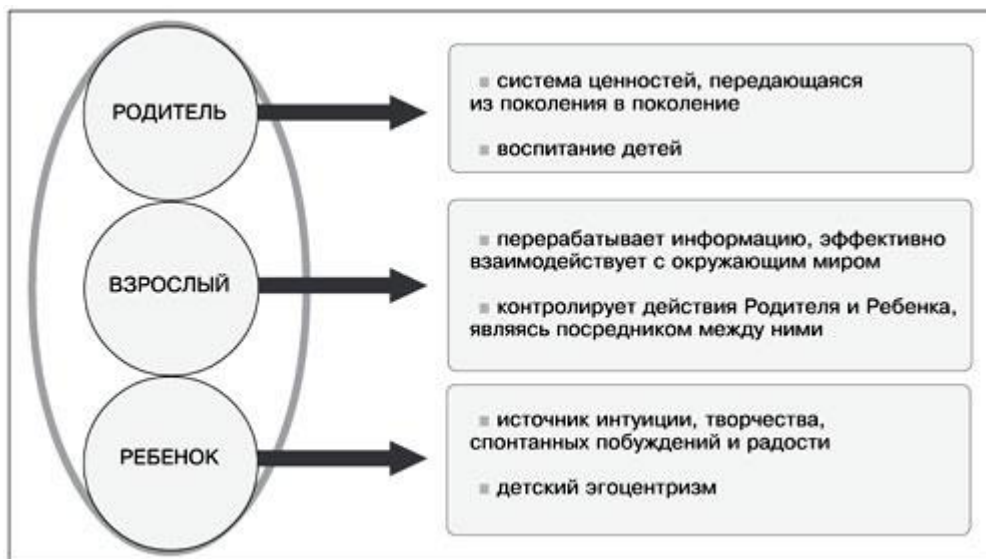 РОДИТЕЛЬ
система ценностей, передающаяся
из поколения в поколение
воспитание детей
ВЗРОСЛЫЙ
перерабатывает информацию, эффективно
взаимодействует с окружающим миром
контролирует действия Родителя и Ребенка,
являясь посредником между ними
РЕБЕНОК
источник интуиции, творчества,
спонтанных побуждений и радости
детский эгоцентризм